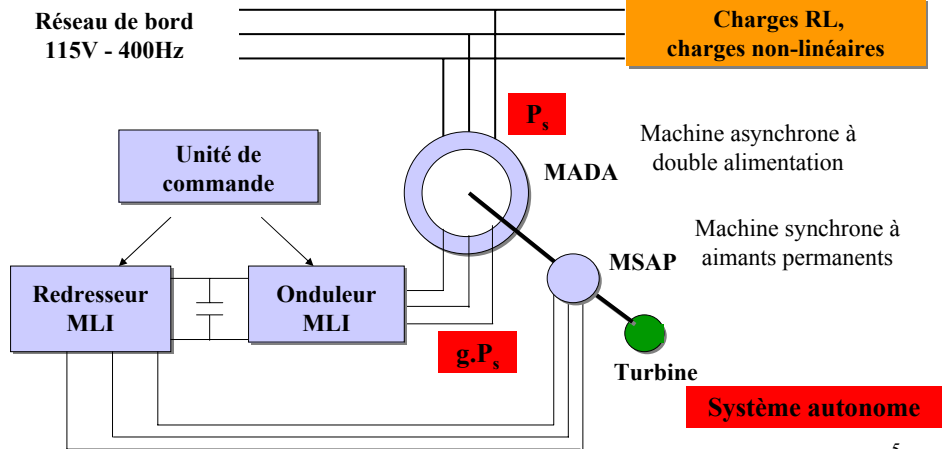 Réseau de bord
115V - 400Hz
Charges RL,
charges non-linéaires
Pₛ
Machine asynchrone à
double alimentation
MADA
Unité de
commande
Machine synchrone à
aimants permanents
MSAP
Redresseur
MLI
Onduleur
MLI
g.Pₛ
Turbine
Système autonome
5